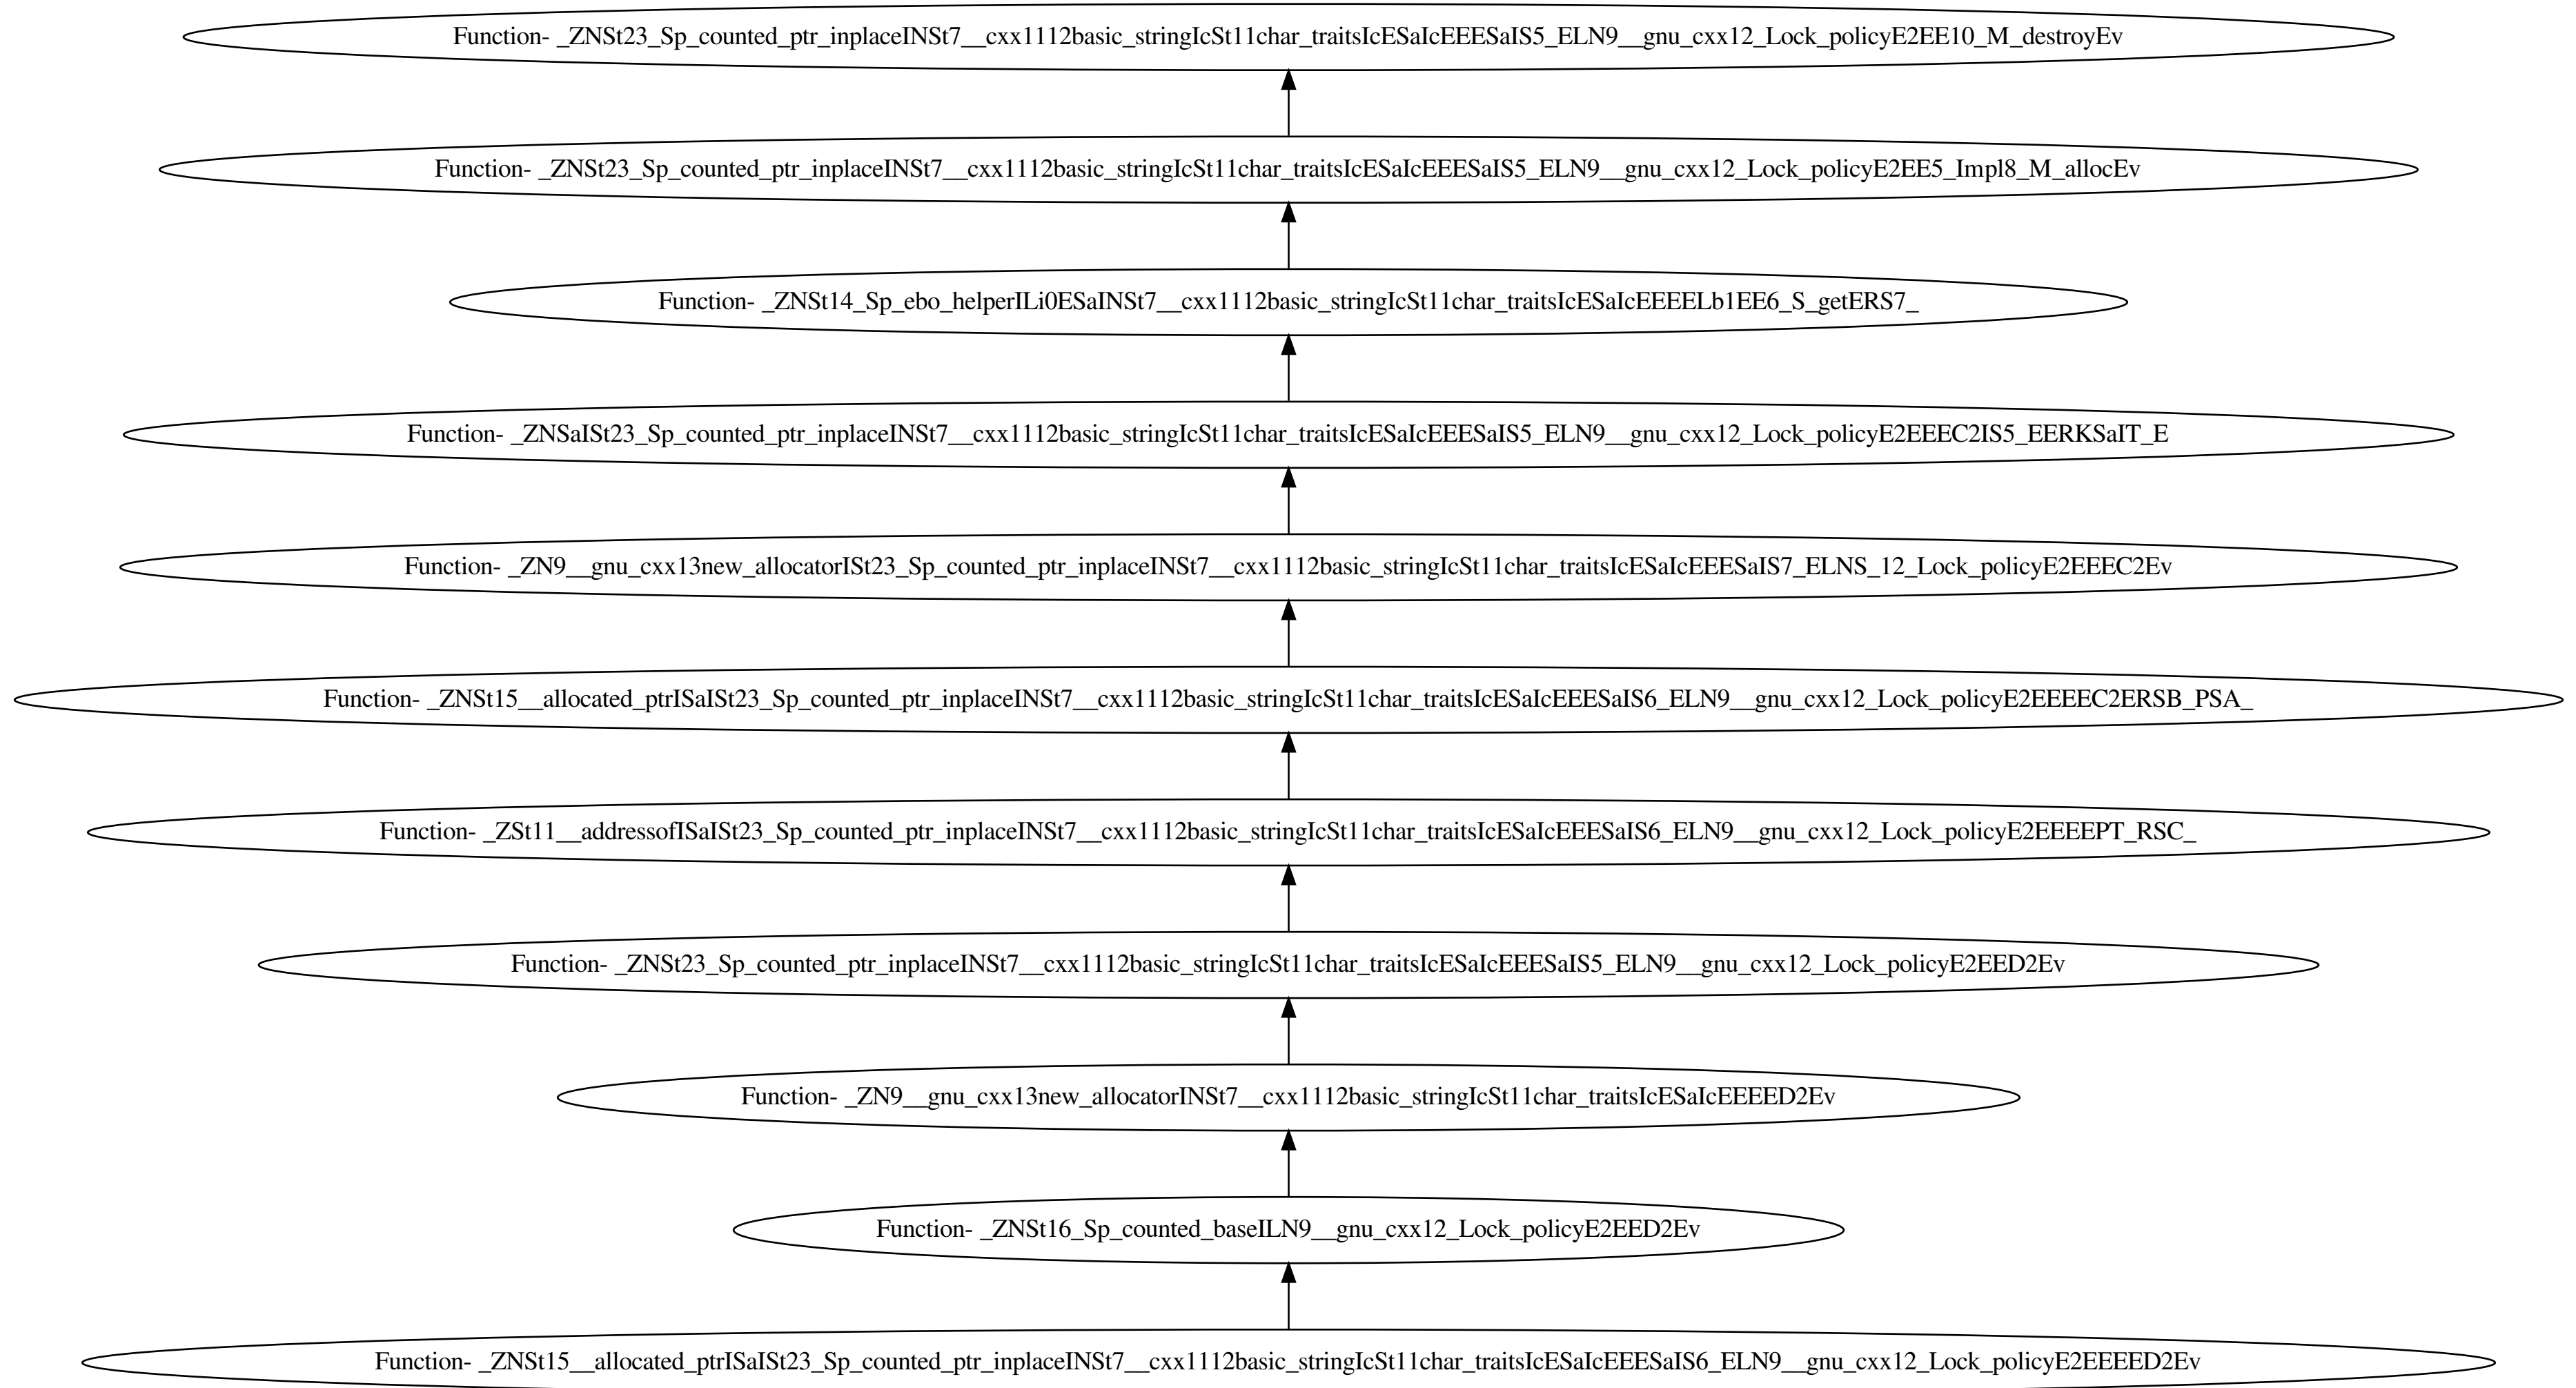 Function- _ZNSt23_Sp_counted_ptr_inplaceINSt7__cxx1112basic_stringIcSt11char_traitsIcESaIcEEESaIS5_ELN9__gnu_cxx12_Lock_policyE2EE10_M_destroyEv
Function- _ZNSt23_Sp_counted_ptr_inplaceINSt7__cxx1112basic_stringIcSt11char_traitsIcESaIcEEESaIS5_ELN9__gnu_cxx12_Lock_policyE2EE5_Impl8_M_allocEv
Function- _ZNSt14_Sp_ebo_helperILi0ESaINSt7__cxx1112basic_stringIcSt11char_traitsIcESaIcEEEELb1EE6_S_getERS7_
Function- _ZNSaISt23_Sp_counted_ptr_inplaceINSt7__cxx1112basic_stringIcSt11char_traitsIcESaIcEEESaIS5_ELN9__gnu_cxx12_Lock_policyE2EEEC2IS5_EERKSaIT_E
Function- _ZN9__gnu_cxx13new_allocatorISt23_Sp_counted_ptr_inplaceINSt7__cxx1112basic_stringIcSt11char_traitsIcESaIcEEESaIS7_ELNS_12_Lock_policyE2EEEC2Ev
Function- _ZNSt15__allocated_ptrISaISt23_Sp_counted_ptr_inplaceINSt7__cxx1112basic_stringIcSt11char_traitsIcESaIcEEESaIS6_ELN9__gnu_cxx12_Lock_policyE2EEEEC2ERSB_PSA_
Function- _ZSt11__addressofISaISt23_Sp_counted_ptr_inplaceINSt7__cxx1112basic_stringIcSt11char_traitsIcESaIcEEESaIS6_ELN9__gnu_cxx12_Lock_policyE2EEEEPT_RSC_
Function- _ZNSt23_Sp_counted_ptr_inplaceINSt7__cxx1112basic_stringIcSt11char_traitsIcESaIcEEESaIS5_ELN9__gnu_cxx12_Lock_policyE2EED2Ev
Function- _ZN9__gnu_cxx13new_allocatorINSt7__cxx1112basic_stringIcSt11char_traitsIcESaIcEEEED2Ev
Function- _ZNSt16_Sp_counted_baseILN9__gnu_cxx12_Lock_policyE2EED2Ev
Function- _ZNSt15__allocated_ptrISaISt23_Sp_counted_ptr_inplaceINSt7__cxx1112basic_stringIcSt11char_traitsIcESaIcEEESaIS6_ELN9__gnu_cxx12_Lock_policyE2EEEED2Ev